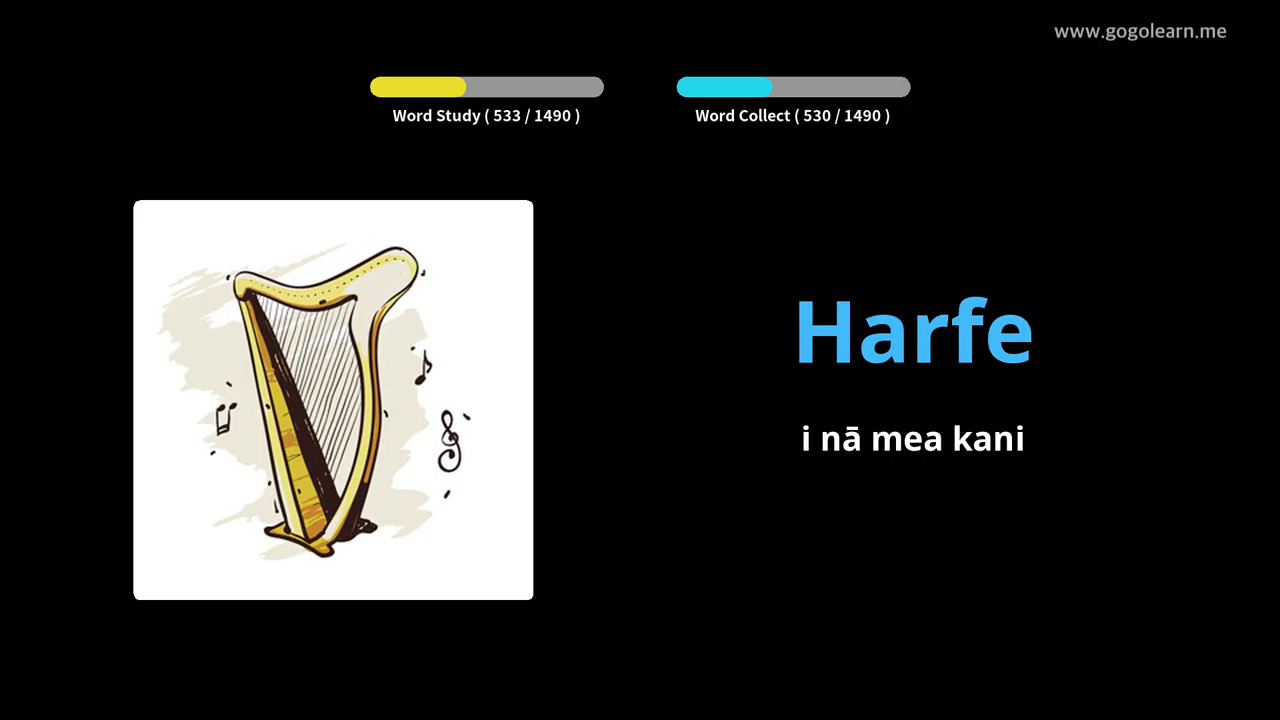 www.gogolearn.me
Word Study ( 533 / 1490 )
Word Collect ( 530 / 1490 )
Harfe
i nā mea kani